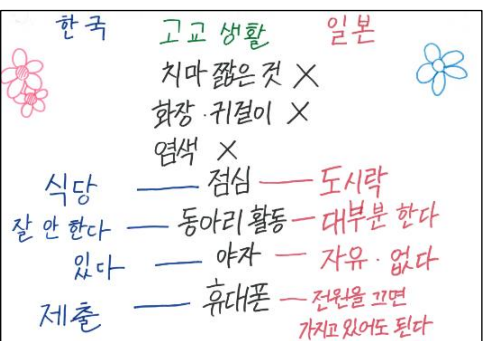 한국 고교 생활 일본
치마 짧은 것 X
화장·귀걸이 X
염색 X
식당 — 점심 — 도시락
잘 안 한다 — 동아리 활동 — 대부분 한다
있다 — 야자 — 자유·없다
제출 — 휴대폰 — 전원을 끄면
가지고 있어도 된다